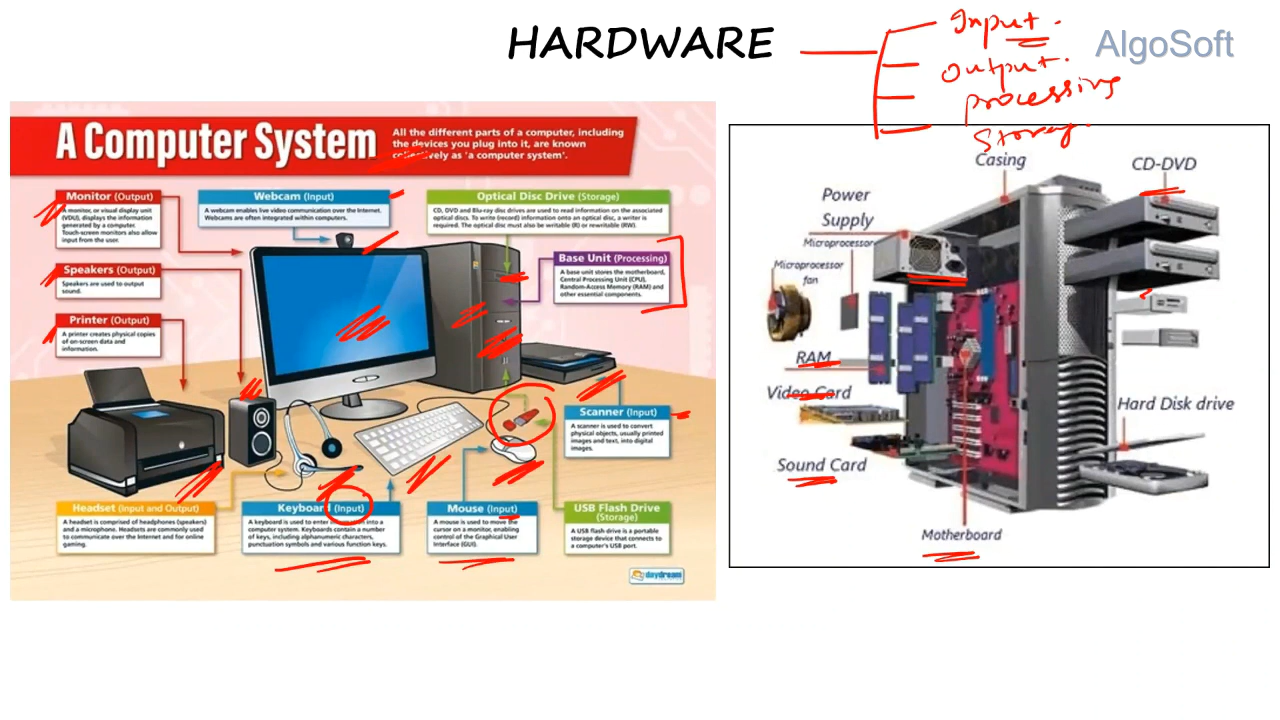 HARDWARE
Input.
Output.
processing
Storage.
AlgoSoft
A Computer System
All the different parts of a computer, including
the devices you plug into it, are known
collectively as 'a computer system'.
Monitor (Output)
A monitor, or visual display unit
(VDU), displays the information
generated by a computer.
Touch-screen monitors also allow
input from the user.
Webcam (Input)
A webcam enables live video communication over the Internet.
Webcams are often integrated within computers.
Optical Disc Drive (Storage)
CD, DVD and Blu-ray disc drives are used to read information on the associated
optical discs. To write (record) information onto an optical disc, a writer is
required. The optical disc must also be writable (R) or rewritable (RW).
Speakers (Output)
Speakers are used to output
sound.
Base Unit (Processing)
A base unit stores the motherboard,
Central Processing Unit (CPU),
Random-Access Memory (RAM) and
other essential components.
Printer (Output)
A printer creates physical copies
of on-screen data and
information.
Scanner (Input)
A scanner is used to convert
physical objects, usually printed
images and text, into digital
images.
Headset (Input and Output)
A headset is comprised of headphones (speakers)
and a microphone. Headsets are commonly used
to communicate over the Internet and for online
gaming.
Keyboard (Input)
A keyboard is used to enter information into a
computer system. Keyboards contain a number
of keys, including alphanumeric characters,
punctuation symbols and various function keys.
Mouse (Input)
A mouse is used to move the
cursor on a monitor, enabling
control of the Graphical User
Interface (GUI).
USB Flash Drive
(Storage)
A USB flash drive is a portable
storage device that connects to
a computer's USB port.
daydream
Casing
CD-DVD
Power
Supply
Microprocessor
Microprocessor
fan
RAM
Video Card
Hard Disk drive
Sound Card
Motherboard